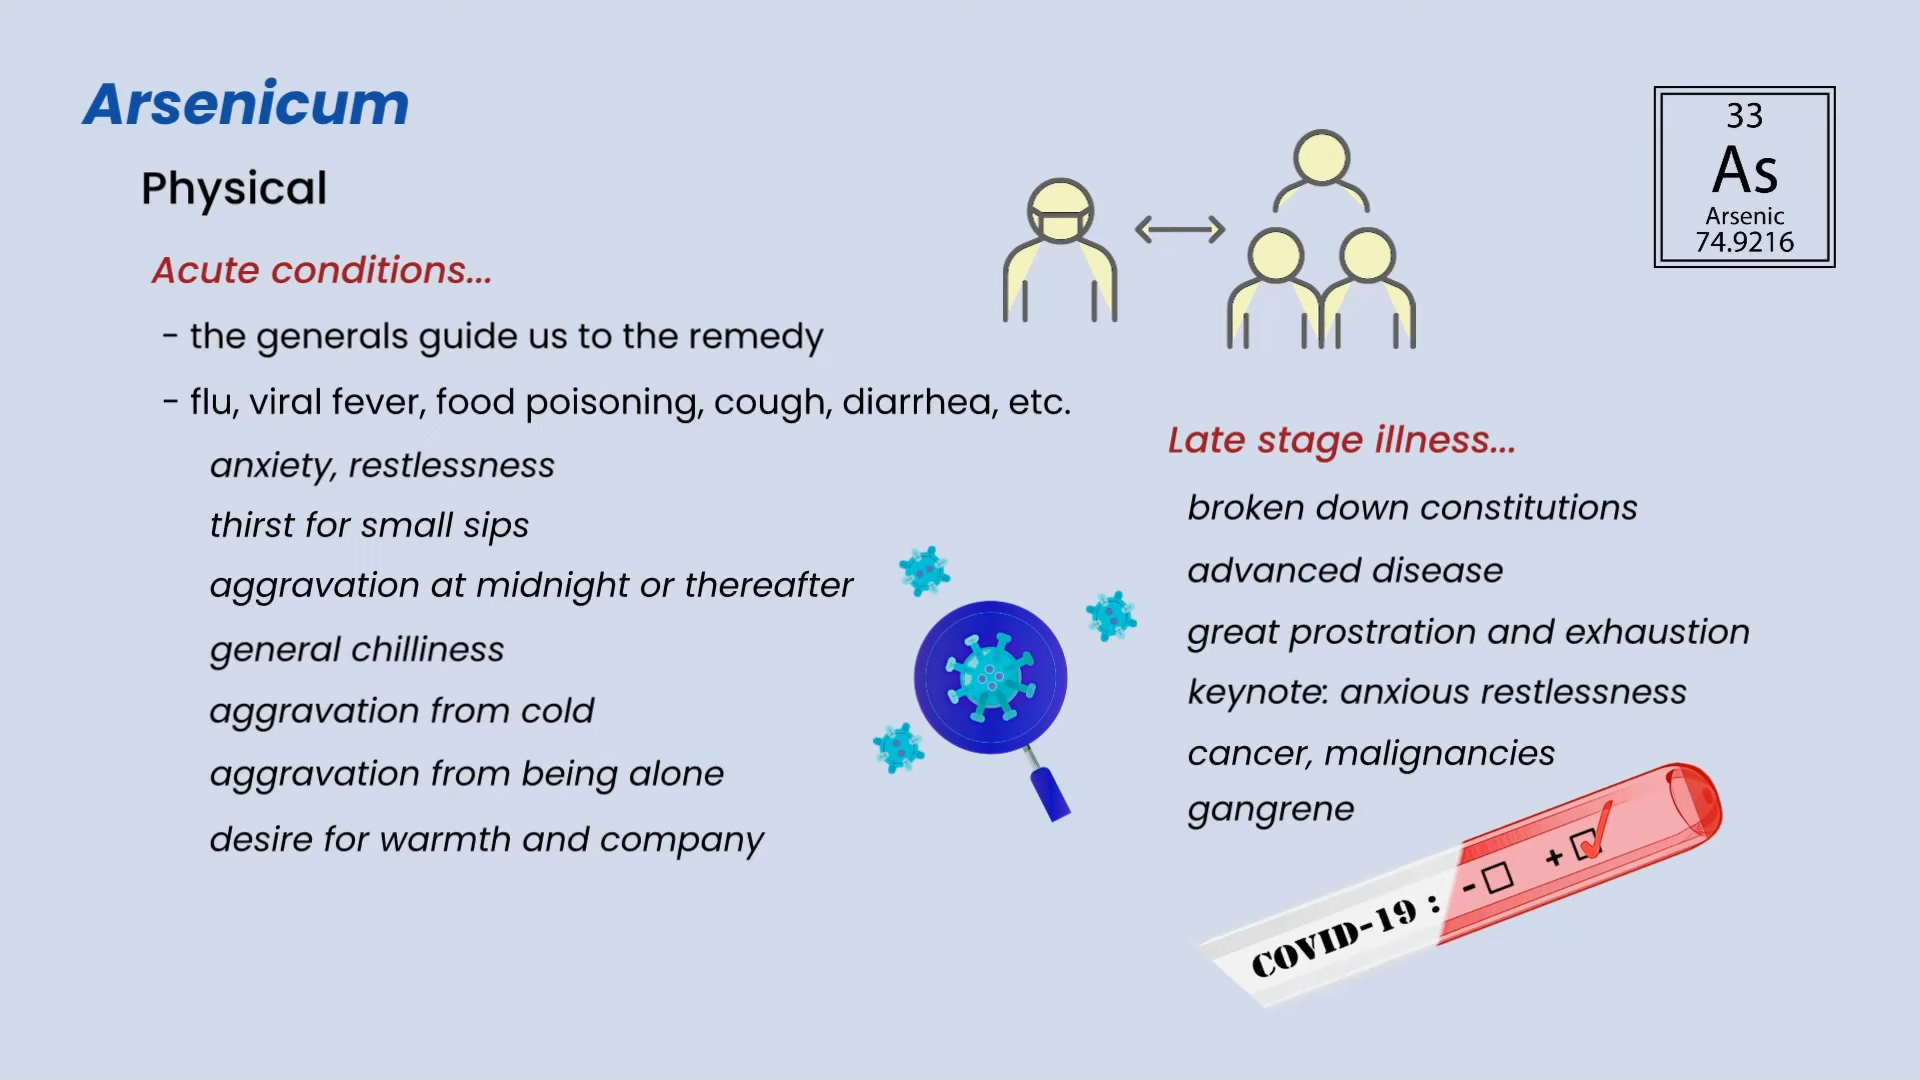 Arsenicum
Physical
Acute conditions...
- the generals guide us to the remedy
- flu, viral fever, food poisoning, cough, diarrhea, etc.
anxiety, restlessness
thirst for small sips
aggravation at midnight or thereafter
general chilliness
aggravation from cold
aggravation from being alone
desire for warmth and company
33
As
Arsenic
74.9216
Late stage illness...
broken down constitutions
advanced disease
great prostration and exhaustion
keynote: anxious restlessness
cancer, malignancies
gangrene
COVID-19 : -☐ +☑